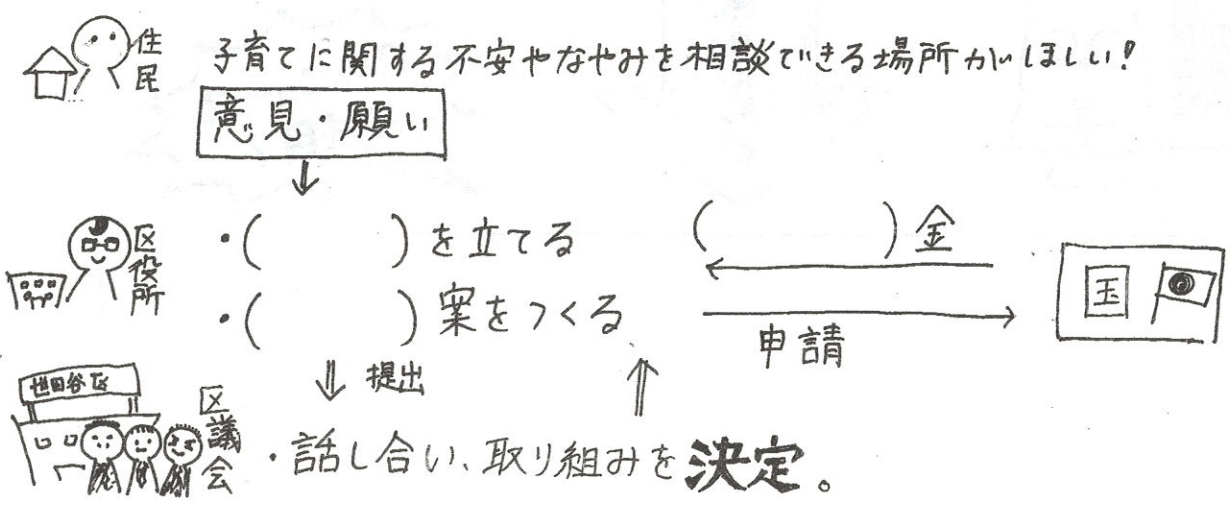 住民
子育てに関する不安やなやみを相談できる場所がほしい!
意見・願い
区役所
・(　　　)を立てる
・(　　　)案をつくる
(　　　)金
申請
国
提出
世田谷区
区議会
・話し合い、取り組みを決定。